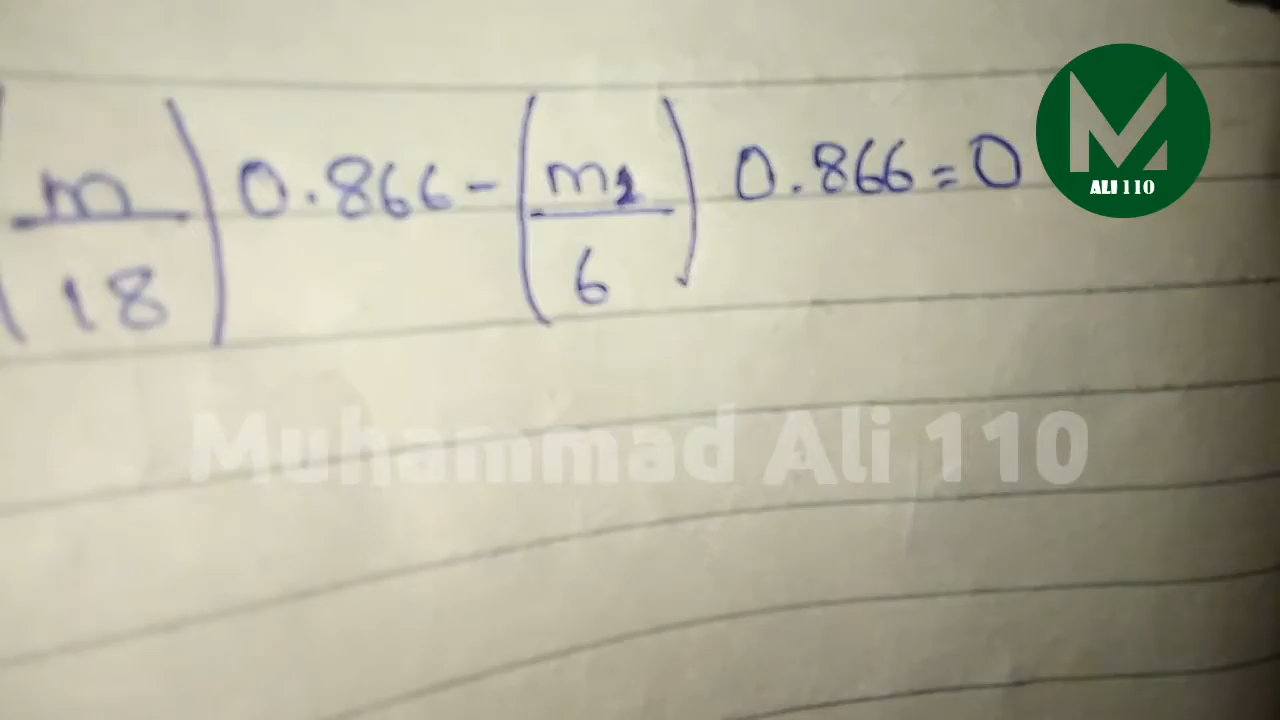 (m/18) 0.866 - (m₂/6) 0.866 = 0
M
ALI 110
Muhammad Ali 110